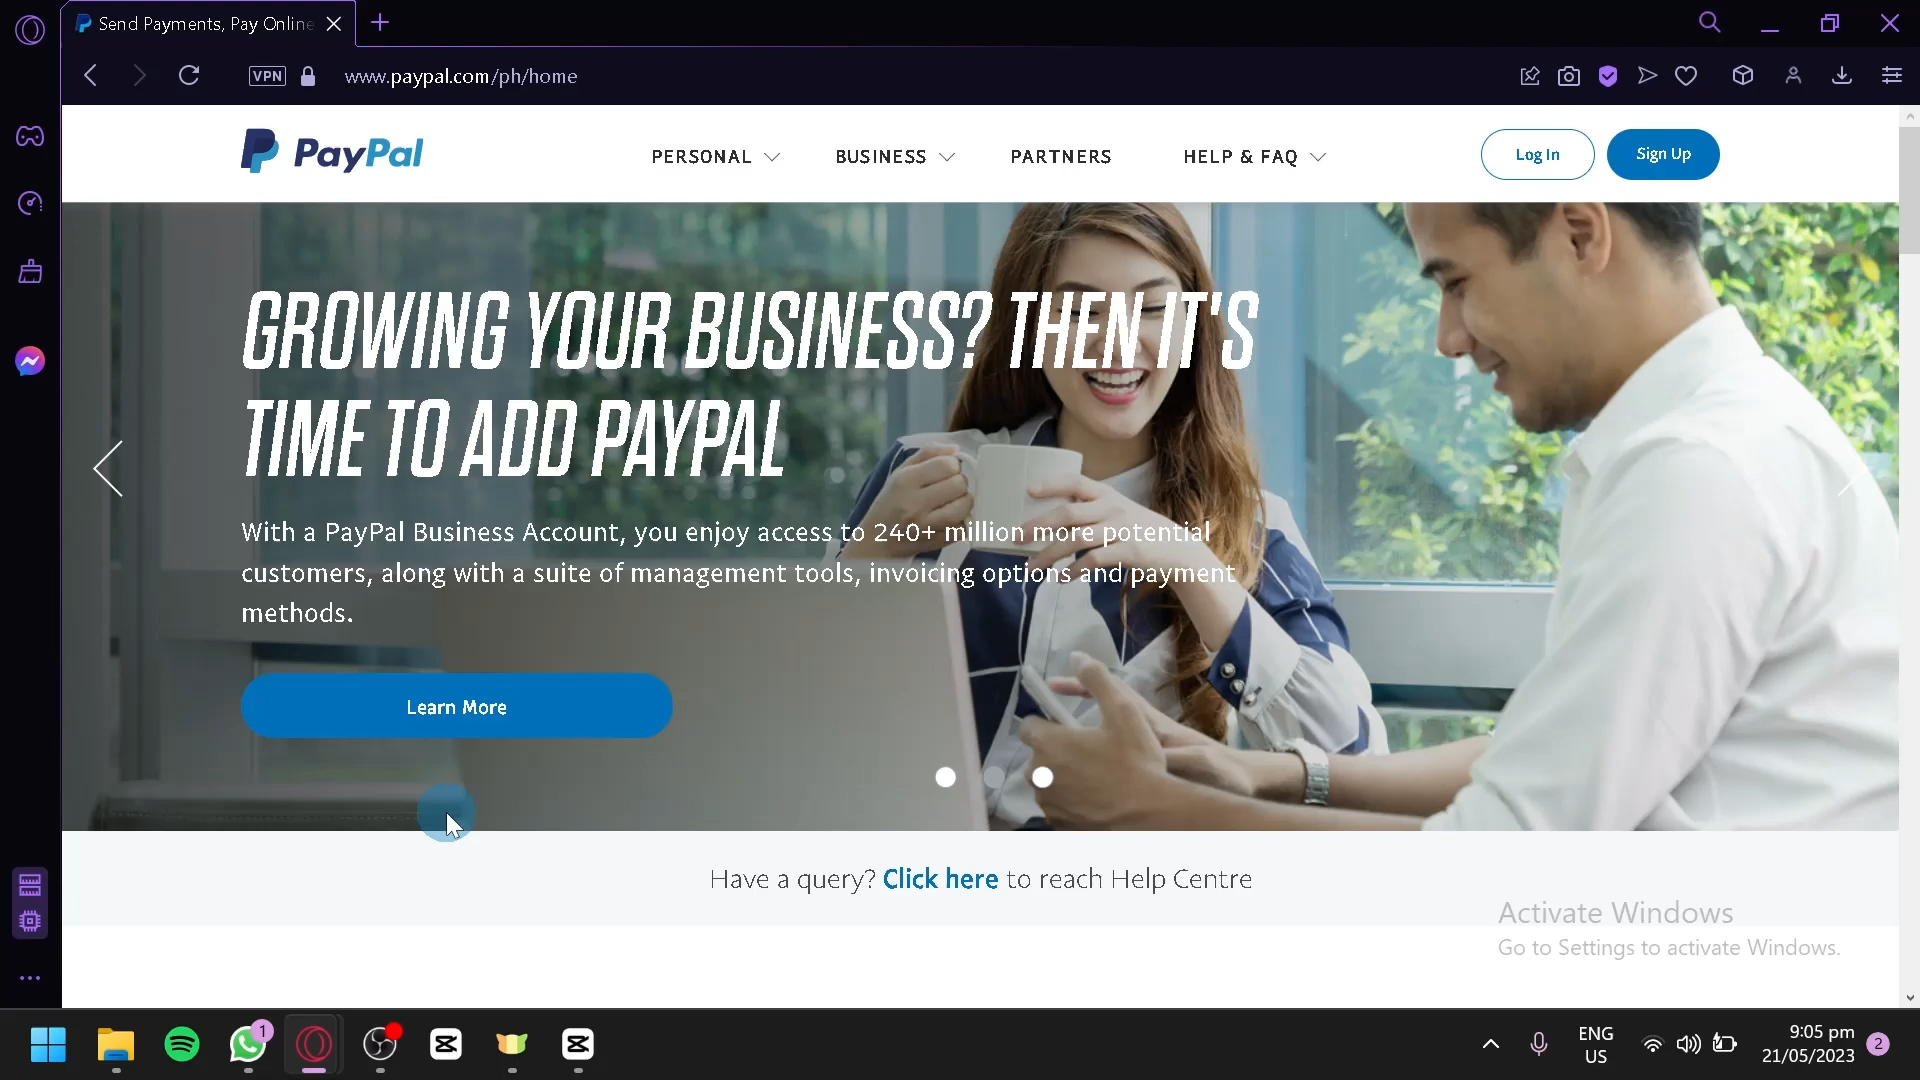 Send Payments, Pay Online
VPN
www.paypal.com/ph/home
PayPal
PERSONAL
BUSINESS
PARTNERS
HELP & FAQ
Log In
Sign Up
GROWING YOUR BUSINESS? THEN IT'S
TIME TO ADD PAYPAL
With a PayPal Business Account, you enjoy access to 240+ million more potential
customers, along with a suite of management tools, invoicing options and payment
methods.
Learn More
Have a query? Click here to reach Help Centre
Activate Windows
Go to Settings to activate Windows.
1
ENG
US
9:05 pm
21/05/2023
2